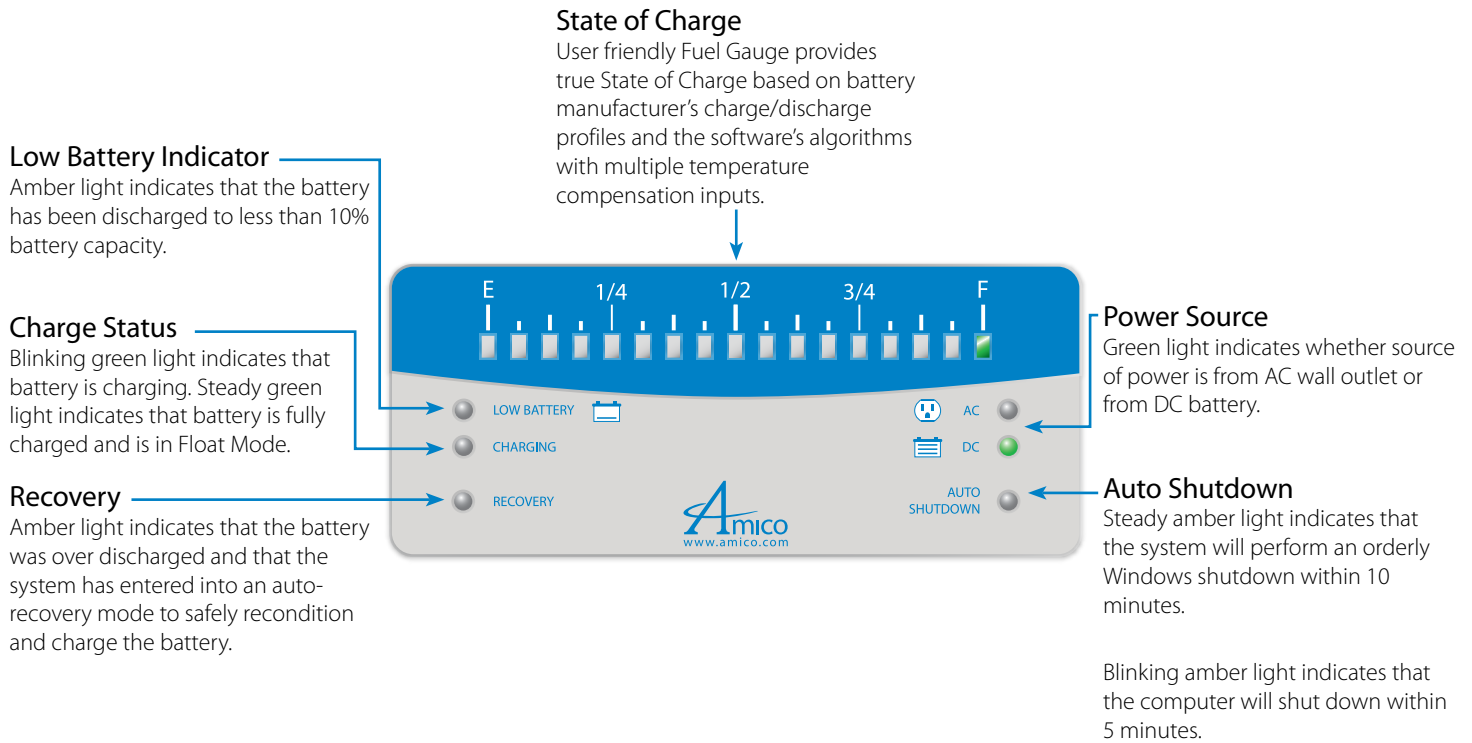 State of Charge
User friendly Fuel Gauge provides
true State of Charge based on battery
manufacturer’s charge/discharge
profiles and the software’s algorithms
with multiple temperature
compensation inputs.
Low Battery Indicator
Amber light indicates that the battery
has been discharged to less than 10%
battery capacity.
Charge Status
Blinking green light indicates that
battery is charging. Steady green
light indicates that battery is fully
charged and is in Float Mode.
Recovery
Amber light indicates that the battery
was over discharged and that the
system has entered into an auto-
recovery mode to safely recondition
and charge the battery.
E 1/4 1/2 3/4 F
LOW BATTERY
CHARGING
RECOVERY
AC
DC
AUTO
SHUTDOWN
Amico
www.amico.com
Power Source
Green light indicates whether source
of power is from AC wall outlet or
from DC battery.
Auto Shutdown
Steady amber light indicates that
the system will perform an orderly
Windows shutdown within 10
minutes.
Blinking amber light indicates that
the computer will shut down within
5 minutes.